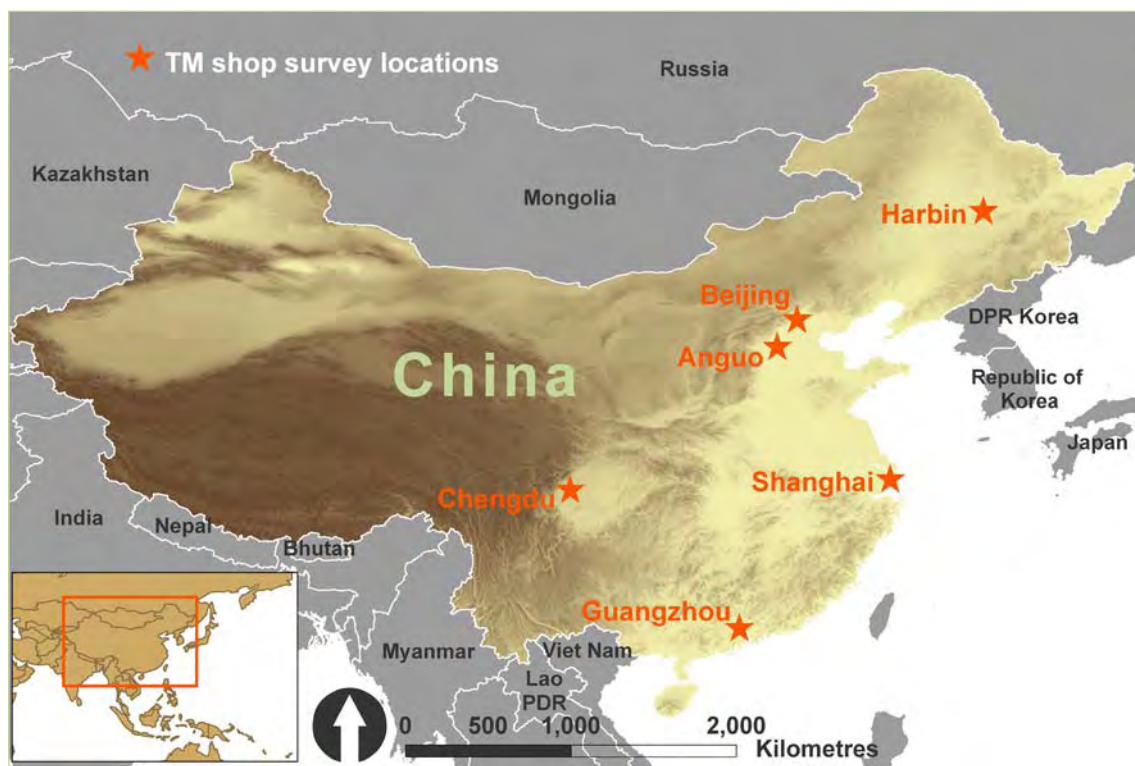 TM shop survey locations
Russia
Kazakhstan
Mongolia
Harbin
Beijing
DPR Korea
Anguo
China
Republic of
Korea
Japan
Shanghai
Chengdu
India
Nepal
Bhutan
Guangzhou
Myanmar
Viet Nam
Lao
PDR
0 500 1,000 2,000
Kilometres